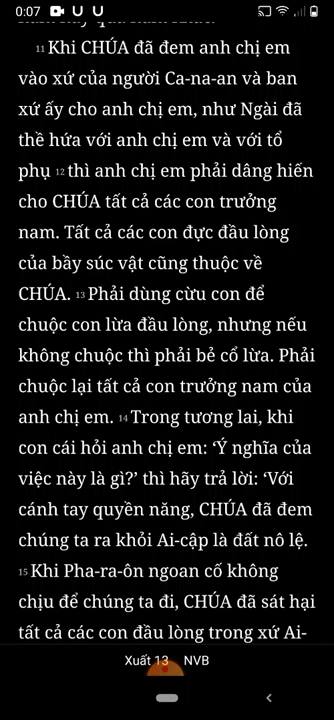 0:07 U U
11 Khi CHÚA đã đem anh chị em
vào xứ của người Ca-na-an và ban
xứ ấy cho anh chị em, như Ngài đã
thề hứa với anh chị em và với tổ
phụ 12 thì anh chị em phải dâng hiến
cho CHÚA tất cả các con trưởng
nam. Tất cả các con đực đầu lòng
của bầy súc vật cũng thuộc về
CHÚA. 13 Phải dùng cừu con để
chuộc con lừa đầu lòng, nhưng nếu
không chuộc thì phải bẻ cổ lừa. Phải
chuộc lại tất cả con trưởng nam của
anh chị em. 14 Trong tương lai, khi
con cái hỏi anh chị em: ‘Ý nghĩa của
việc này là gì?’ thì hãy trả lời: ‘Với
cánh tay quyền năng, CHÚA đã đem
chúng ta ra khỏi Ai-cập là đất nô lệ.
15 Khi Pha-ra-ôn ngoan cố không
chịu để chúng ta đi, CHÚA đã sát hại
tất cả các con đầu lòng trong xứ Ai-
Xuất 13 NVB